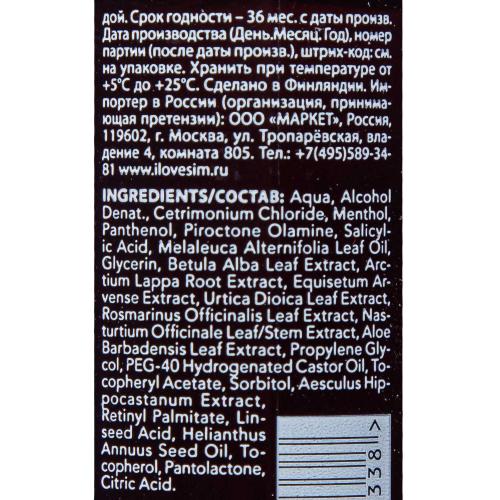 дой. Срок годности – 36 мес. с даты произв.
Дата производства (День.Месяц. Год), номер
партии (после даты произв.), штрих-код: см.
на упаковке. Хранить при температуре от
+5°C до +25°C. Сделано в Финляндии. Им-
портер в России (организация, принима-
ющая претензии): ООО «МАРКЕТ», Россия,
119602, г. Москва, ул. Тропарёвская, вла-
дение 4, комната 805. Тел.: +7(495)589-34-
81 www.ilovesim.ru
INGREDIENTS/СОСТАВ: Aqua, Alcohol
Denat., Cetrimonium Chloride, Menthol,
Panthenol, Piroctone Olamine, Salicyl-
ic Acid, Melaleuca Alternifolia Leaf Oil,
Glycerin, Betula Alba Leaf Extract, Arc-
tium Lappa Root Extract, Equisetum Ar-
vense Extract, Urtica Dioica Leaf Extract,
Rosmarinus Officinalis Leaf Extract, Nas-
turtium Officinale Leaf/Stem Extract, Aloe
Barbadensis Leaf Extract, Propylene Gly-
col, PEG-40 Hydrogenated Castor Oil, To-
copheryl Acetate, Sorbitol, Aesculus Hip-
pocastanum Extract,
Retinyl Palmitate, Lin-
seed Acid, Helianthus
Annuus Seed Oil, To-
copherol, Pantolactone,
Citric Acid.
338 >